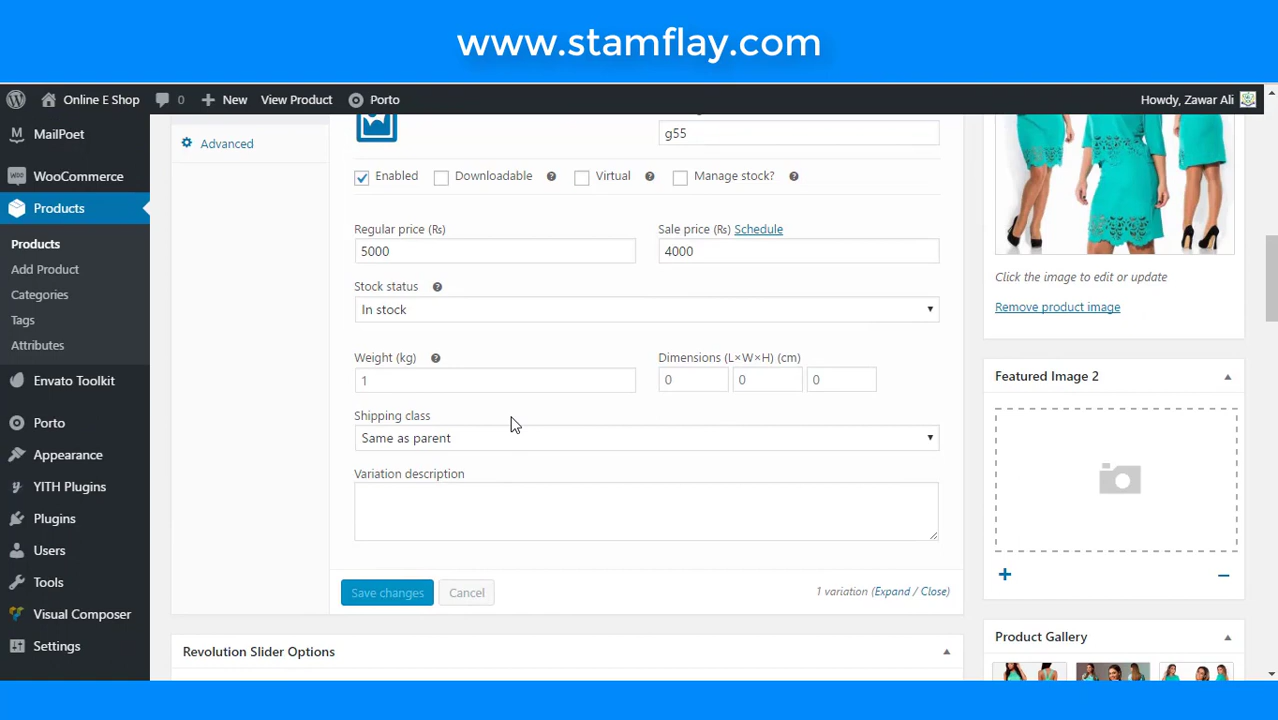 www.stamflay.com
Online E Shop 0 New View Product Porto Howdy, Zawar Ali
MailPoet
WooCommerce
Products
Products
Add Product
Categories
Tags
Attributes
Envato Toolkit
Porto
Appearance
YITH Plugins
Plugins
Users
Tools
Visual Composer
Settings
Advanced
g55
Enabled Downloadable Virtual Manage stock?
Regular price (₨) Sale price (₨) Schedule
5000 4000
Stock status
In stock
Weight (kg) Dimensions (L×W×H) (cm)
1 0 0 0
Shipping class
Same as parent
Variation description
Save changes Cancel 1 variation (Expand / Close)
Revolution Slider Options
Click the image to edit or update
Remove product image
Featured Image 2
Product Gallery